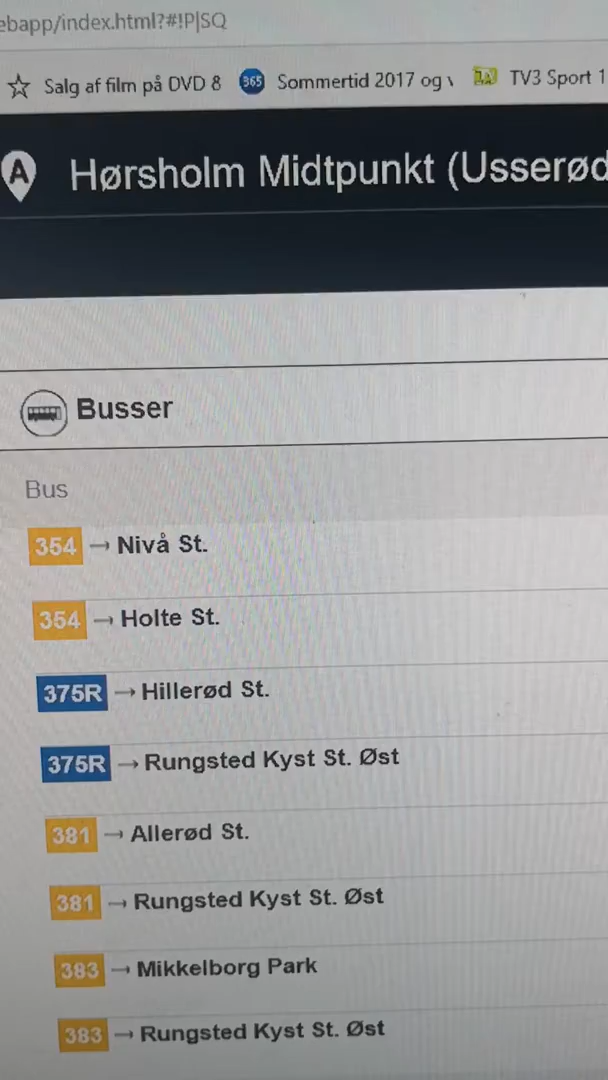 ebapp/index.html?#!P|SQ
Salg af film på DVD 8 365 Sommertid 2017 og TV3 Sport 1
A Hørsholm Midtpunkt (Usserød
Busser
Bus
354 → Nivå St.
354 → Holte St.
375R → Hillerød St.
375R → Rungsted Kyst St. Øst
381 → Allerød St.
381 → Rungsted Kyst St. Øst
383 → Mikkelborg Park
383 → Rungsted Kyst St. Øst